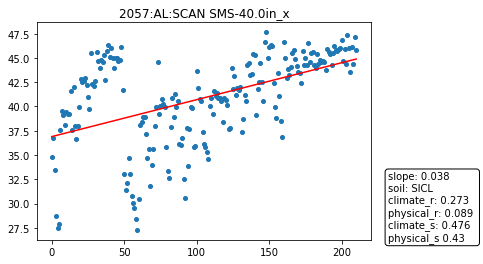 2057:AL:SCAN SMS-40.0in_x
47.5
45.0
42.5
40.0
37.5
35.0
32.5
30.0
27.5
0 50 100 150 200
slope: 0.038
soil: SICL
climate_r: 0.273
physical_r: 0.089
climate_s: 0.476
physical_s 0.43